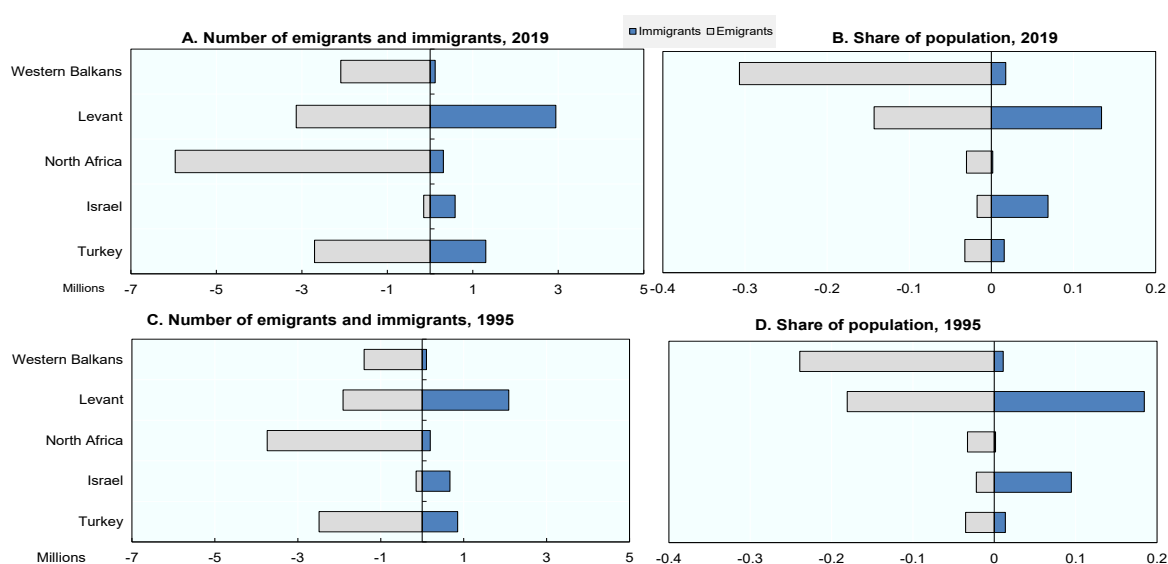 Immigrants Emigrants
A. Number of emigrants and immigrants, 2019
Western Balkans
Levant
North Africa
Israel
Turkey
Millions
-7 -5 -3 -1 1 3 5
B. Share of population, 2019
-0.4 -0.3 -0.2 -0.1 0 0.1 0.2
C. Number of emigrants and immigrants, 1995
Western Balkans
Levant
North Africa
Israel
Turkey
Millions
-7 -5 -3 -1 1 3 5
D. Share of population, 1995
-0.4 -0.3 -0.2 -0.1 0 0.1 0.2